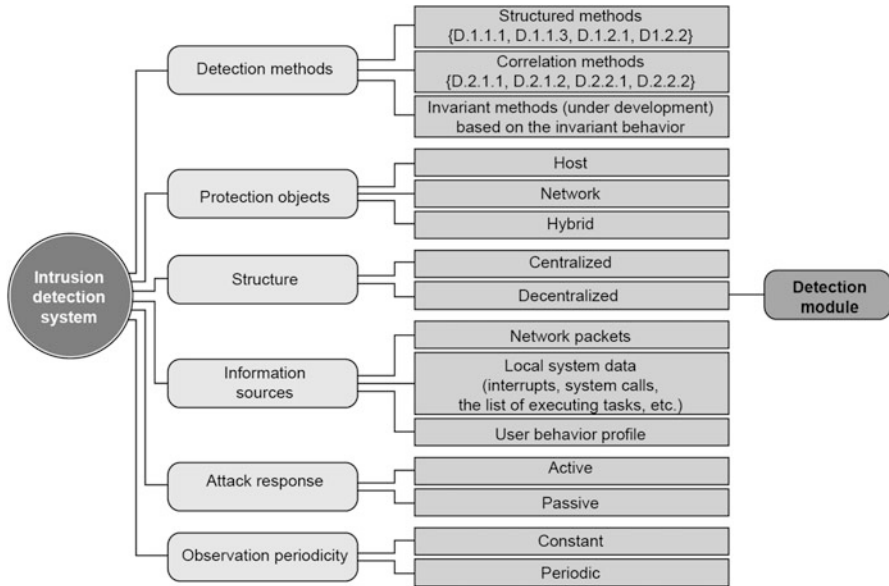 Intrusion
detection
system
Detection methods
Structured methods
{D.1.1.1, D.1.1.3, D.1.2.1, D1.2.2}
Correlation methods
{D.2.1.1, D.2.1.2, D.2.2.1, D.2.2.2}
Invariant methods (under development)
based on the invariant behavior
Protection objects
Host
Network
Hybrid
Structure
Centralized
Decentralized
Detection
module
Information
sources
Network packets
Local system data
(interrupts, system calls,
the list of executing tasks, etc.)
User behavior profile
Attack response
Active
Passive
Observation periodicity
Constant
Periodic